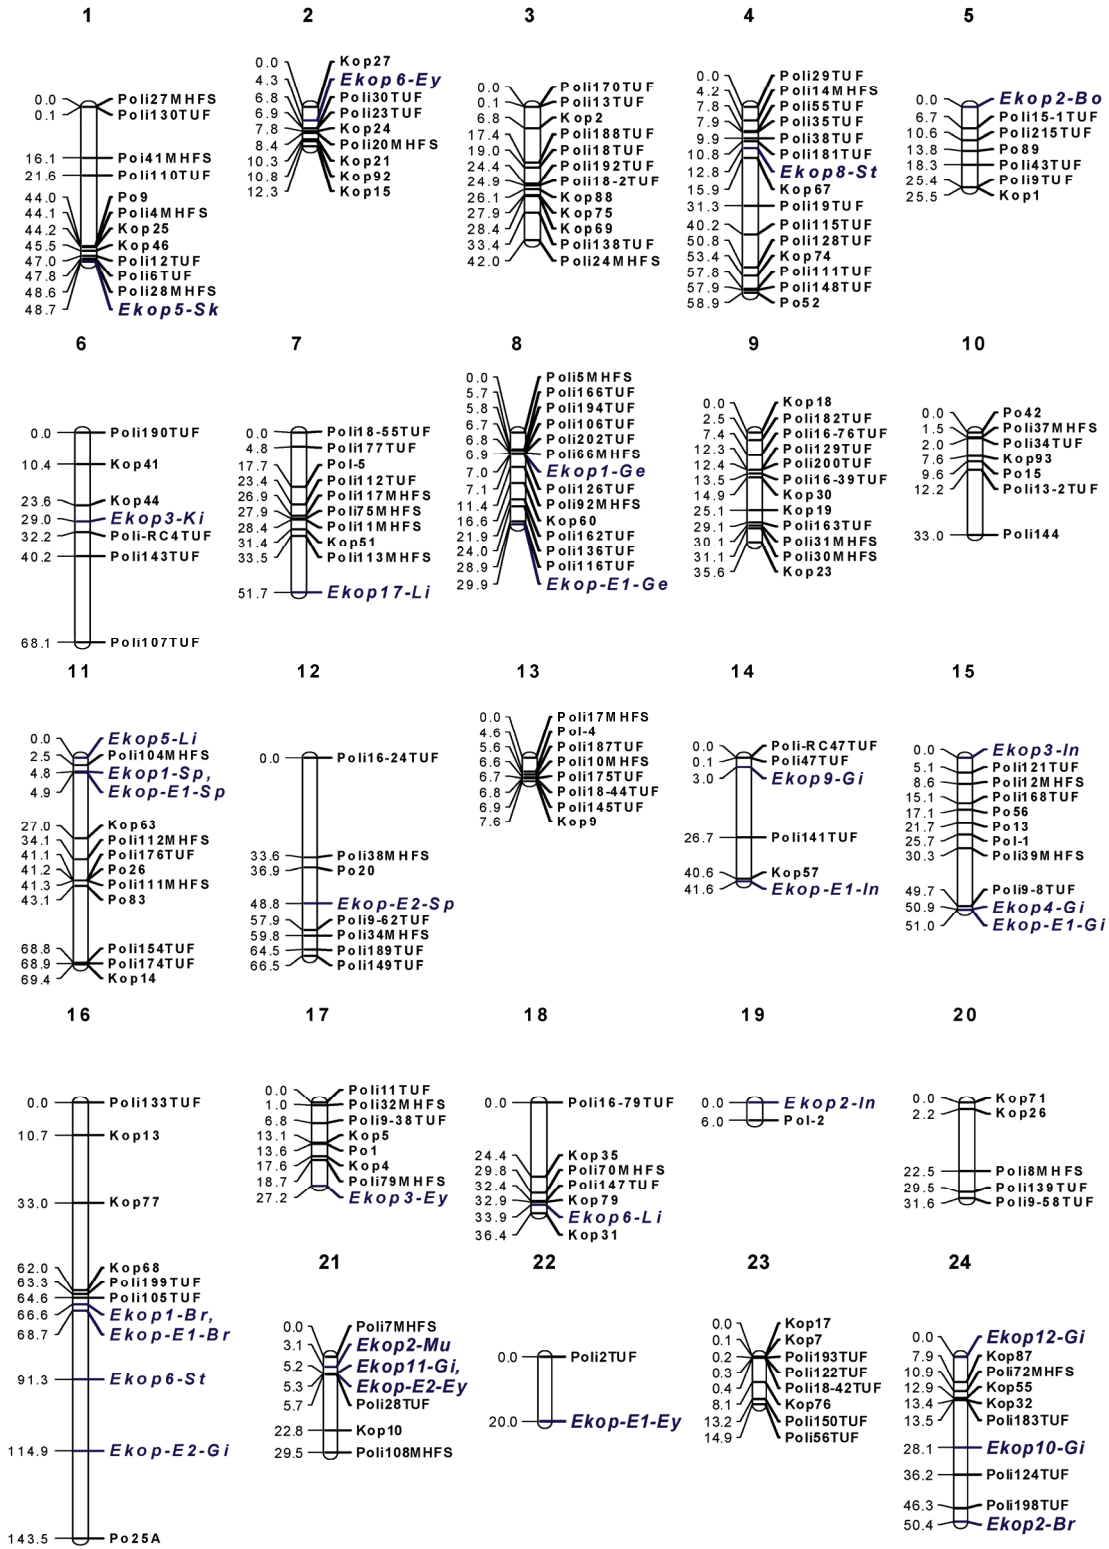 1
0.0 Poli27MHFS
0.1 Poli130TUF
16.1 Poi41MHFS
21.6 Poli110TUF
44.0 Po9
44.1 Poli4MHFS
44.2 Kop25
45.5 Kop46
47.0 Poli12TUF
47.8 Poli6TUF
48.6 Poli28MHFS
48.7 Ekop5-Sk
2
0.0 Kop27
4.3 Ekop6-Ey
6.8 Poli30TUF
6.9 Poli23TUF
7.8 Kop24
8.4 Poli20MHFS
10.3 Kop21
10.8 Kop92
12.3 Kop15
3
0.0 Poli170TUF
0.1 Poli13TUF
6.8 Kop2
17.4 Poli188TUF
19.0 Poli18TUF
24.4 Poli192TUF
24.9 Poli18-2TUF
26.1 Kop88
27.9 Kop75
28.4 Kop69
33.4 Poli138TUF
42.0 Poli24MHFS
4
0.0 Poli29TUF
4.2 Poli14MHFS
7.8 Poli55TUF
7.9 Poli35TUF
9.9 Poli38TUF
10.8 Poli181TUF
12.8 Ekop8-St
15.9 Kop67
31.3 Poli19TUF
40.2 Poli115TUF
50.8 Poli128TUF
53.4 Kop74
57.8 Poli111TUF
57.9 Poli148TUF
58.9 Po52
5
0.0 Ekop2-Bo
6.7 Poli15-1TUF
10.6 Poli215TUF
13.8 Po89
18.3 Poli43TUF
25.4 Poli9TUF
25.5 Kop1
6
0.0 Poli190TUF
10.4 Kop41
23.6 Kop44
29.0 Ekop3-Ki
32.2 Poli-RC4TUF
40.2 Poli143TUF
68.1 Poli107TUF
7
0.0 Poli18-55TUF
4.8 Poli177TUF
17.7 Pol-5
23.4 Poli112TUF
26.9 Poli117MHFS
27.9 Poli75MHFS
28.4 Poli11MHFS
31.4 Kop51
33.5 Poli113MHFS
51.7 Ekop17-Li
8
0.0 Poli5MHFS
5.7 Poli166TUF
5.8 Poli194TUF
6.7 Poli106TUF
6.8 Poli202TUF
6.9 Poli66MHFS
7.0 Ekop1-Ge
7.1 Poli126TUF
11.4 Poli92MHFS
16.6 Kop60
21.9 Poli162TUF
24.0 Poli136TUF
28.9 Poli116TUF
29.9 Ekop-E1-Ge
9
0.0 Kop18
2.5 Poli182TUF
7.4 Poli16-76TUF
12.3 Poli129TUF
12.4 Poli200TUF
13.5 Poli16-39TUF
14.9 Kop30
25.1 Kop19
29.1 Poli163TUF
30.1 Poli31MHFS
31.1 Poli30MHFS
35.6 Kop23
10
0.0 Po42
1.5 Poli37MHFS
2.0 Poli34TUF
7.6 Kop93
9.6 Po15
12.2 Poli13-2TUF
33.0 Poli144
11
0.0 Ekop5-Li
2.5 Poli104MHFS
4.8 Ekop1-Sp,
4.9 Ekop-E1-Sp
27.0 Kop63
34.1 Poli112MHFS
41.1 Poli176TUF
41.2 Po26
41.3 Poli111MHFS
43.1 Po83
68.8 Poli154TUF
68.9 Poli174TUF
69.4 Kop14
12
0.0 Poli16-24TUF
33.6 Poli38MHFS
36.9 Po20
48.8 Ekop-E2-Sp
57.9 Poli9-62TUF
59.8 Poli34MHFS
64.5 Poli189TUF
66.5 Poli149TUF
13
0.0 Poli17MHFS
4.6 Pol-4
5.6 Poli187TUF
6.6 Poli10MHFS
6.7 Poli175TUF
6.8 Poli18-44TUF
6.9 Poli145TUF
7.6 Kop9
14
0.0 Poli-RC47TUF
0.1 Poli47TUF
3.0 Ekop9-Gi
26.7 Poli141TUF
40.6 Kop57
41.6 Ekop-E1-In
15
0.0 Ekop3-In
5.1 Poli121TUF
8.6 Poli12MHFS
15.1 Poli168TUF
17.1 Po56
21.7 Po13
25.7 Pol-1
30.3 Poli39MHFS
49.7 Poli9-8TUF
50.9 Ekop4-Gi
51.0 Ekop-E1-Gi
16
0.0 Poli133TUF
10.7 Kop13
33.0 Kop77
62.0 Kop68
63.3 Poli199TUF
64.6 Poli105TUF
66.6 Ekop1-Br,
68.7 Ekop-E1-Br
91.3 Ekop6-St
114.9 Ekop-E2-Gi
143.5 Po25A
17
0.0 Poli11TUF
1.0 Poli32MHFS
6.8 Poli9-38TUF
13.1 Kop5
13.6 Po1
17.6 Kop4
18.7 Poli79MHFS
27.2 Ekop3-Ey
18
0.0 Poli16-79TUF
24.4 Kop35
29.8 Poli70MHFS
32.4 Poli147TUF
32.9 Kop79
33.9 Ekop6-Li
36.4 Kop31
19
0.0 Ekop2-In
6.0 Pol-2
20
0.0 Kop71
2.2 Kop26
22.5 Poli8MHFS
29.5 Poli139TUF
31.6 Poli9-58TUF
21
0.0 Poli7MHFS
3.1 Ekop2-Mu
5.2 Ekop11-Gi,
5.3 Ekop-E2-Ey
5.7 Poli28TUF
22.8 Kop10
29.5 Poli108MHFS
22
0.0 Poli2TUF
20.0 Ekop-E1-Ey
23
0.0 Kop17
0.1 Kop7
0.2 Poli193TUF
0.3 Poli122TUF
0.4 Poli18-42TUF
8.1 Kop76
13.2 Poli150TUF
14.9 Poli56TUF
24
0.0 Ekop12-Gi
7.9 Kop87
10.9 Poli72MHFS
12.9 Kop55
13.4 Kop32
13.5 Poli183TUF
28.1 Ekop10-Gi
36.2 Poli124TUF
46.3 Poli198TUF
50.4 Ekop2-Br